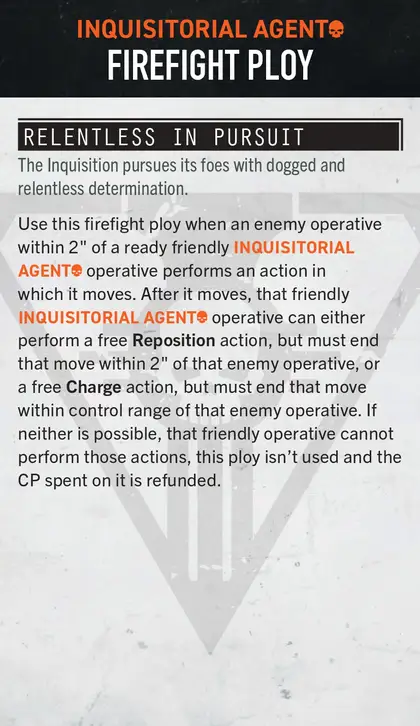 INQUISITORIAL AGENT
FIREFIGHT PLOY
RELENTLESS IN PURSUIT
The Inquisition pursues its foes with dogged and
relentless determination.
Use this firefight ploy when an enemy operative
within 2" of a ready friendly INQUISITORIAL
AGENT operative performs an action in
which it moves. After it moves, that friendly
INQUISITORIAL AGENT operative can either
perform a free Reposition action, but must end
that move within 2" of that enemy operative, or
a free Charge action, but must end that move
within control range of that enemy operative. If
neither is possible, that friendly operative cannot
perform those actions, this ploy isn’t used and the
CP spent on it is refunded.